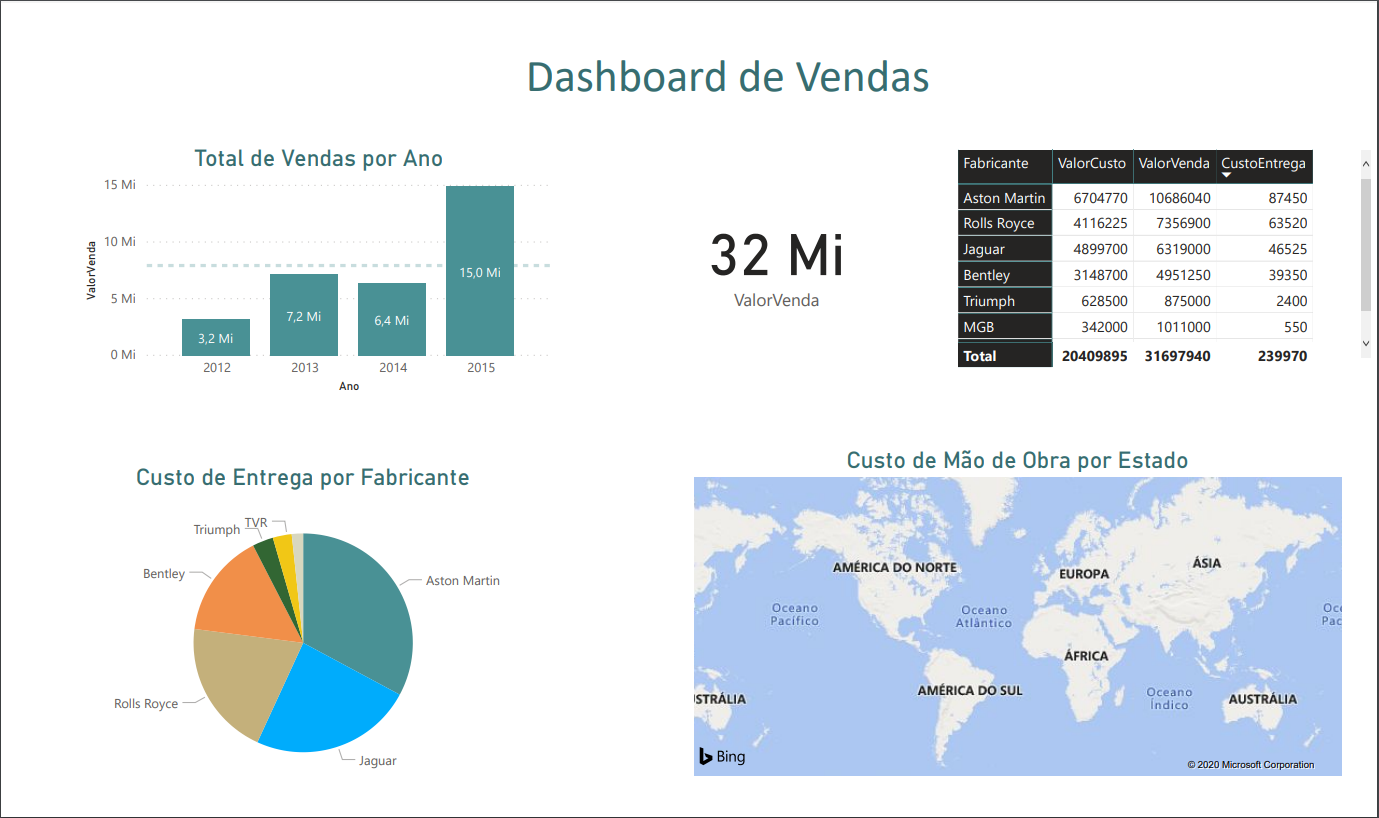 Dashboard de Vendas
Total de Vendas por Ano
15 Mi
10 Mi
5 Mi
0 Mi
ValorVenda
3,2 Mi
7,2 Mi
6,4 Mi
15,0 Mi
2012 2013 2014 2015
Ano
32 Mi
ValorVenda
Fabricante ValorCusto ValorVenda CustoEntrega
Aston Martin 6704770 10686040 87450
Rolls Royce 4116225 7356900 63520
Jaguar 4899700 6319000 46525
Bentley 3148700 4951250 39350
Triumph 628500 875000 2400
MGB 342000 1011000 550
Total 20409895 31697940 239970
Custo de Entrega por Fabricante
TVR
Triumph
Bentley
Aston Martin
Rolls Royce
Jaguar
Custo de Mão de Obra por Estado
AMÉRICA DO NORTE
EUROPA
ÁSIA
Oceano
Pacífico
Oceano
Atlântico
Oc
Pac
ÁFRICA
AMÉRICA DO SUL
Oceano
Índico
STRÁLIA
AUSTRÁLIA
Bing
© 2020 Microsoft Corporation